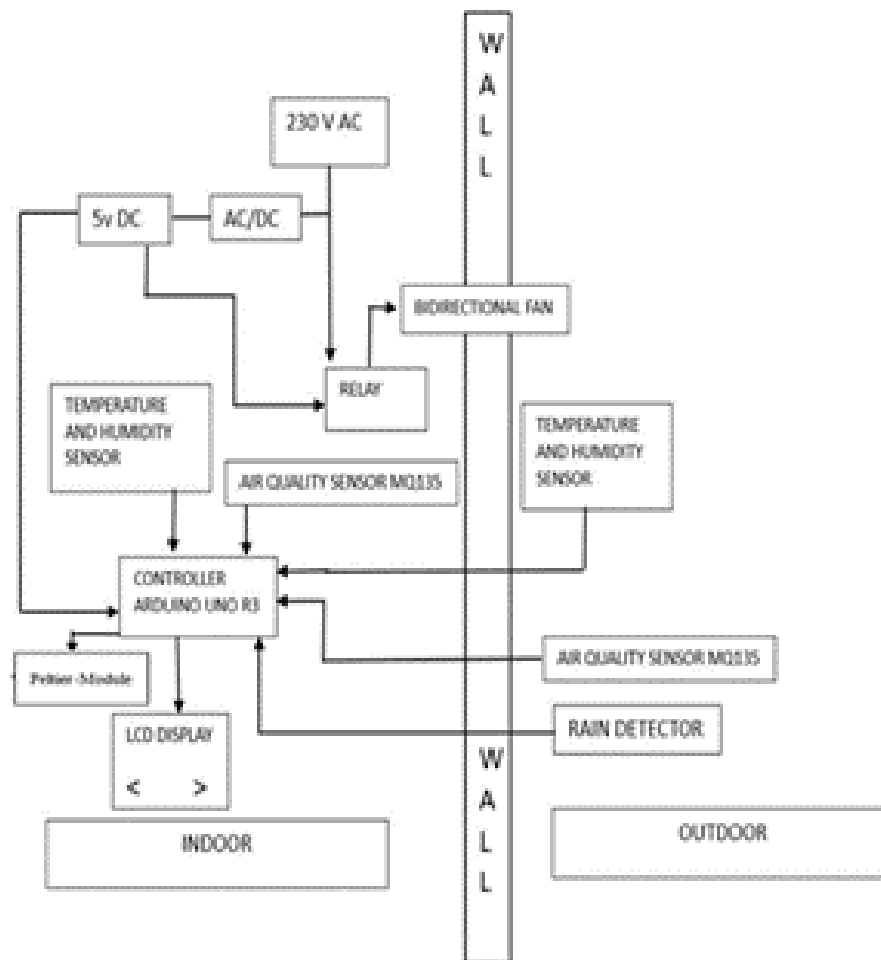 W
A
L
L
230 V AC
5v DC
AC/DC
BIDIRECTIONAL FAN
RELAY
TEMPERATURE
AND HUMIDITY
SENSOR
AIR QUALITY SENSOR MQ135
TEMPERATURE
AND HUMIDITY
SENSOR
CONTROLLER
ARDUINO UNO R3
Peltier Module
AIR QUALITY SENSOR MQ135
RAIN DETECTOR
LCD DISPLAY
< >
W
A
L
L
INDOOR
OUTDOOR